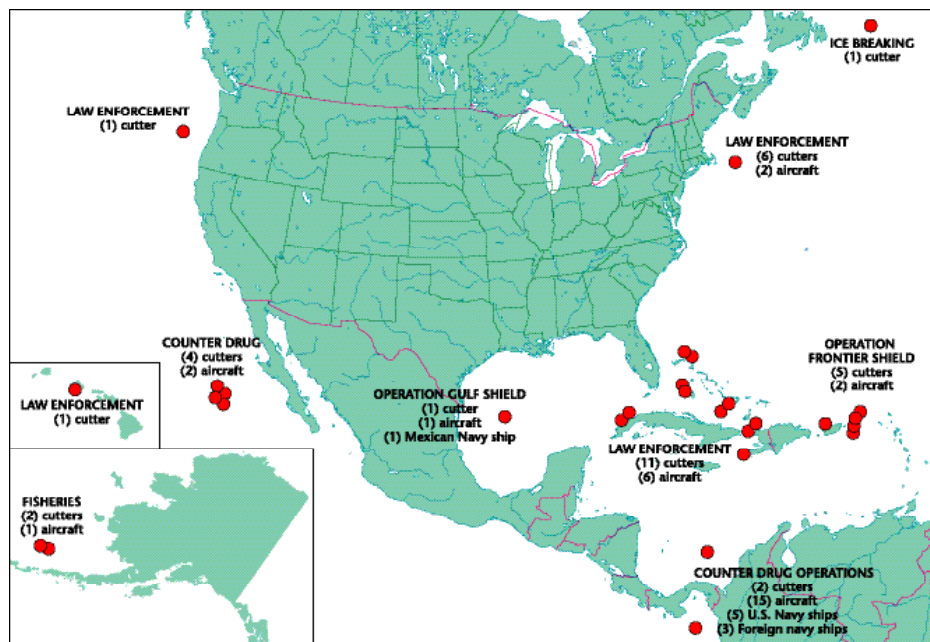 ICE BREAKING
(1) cutter
LAW ENFORCEMENT
(1) cutter
LAW ENFORCEMENT
(6) cutters
(2) aircraft
COUNTER DRUG
(4) cutters
(2) aircraft
OPERATION
FRONTIER SHIELD
(5) cutters
(2) aircraft
OPERATION GULF SHIELD
(1) cutter
(1) aircraft
(1) Mexican Navy ship
LAW ENFORCEMENT
(1) cutter
LAW ENFORCEMENT
(11) cutters
(6) aircraft
FISHERIES
(2) cutters
(1) aircraft
COUNTER DRUG OPERATIONS
(2) cutters
(15) aircraft
(5) U.S. Navy ships
(3) Foreign navy ships